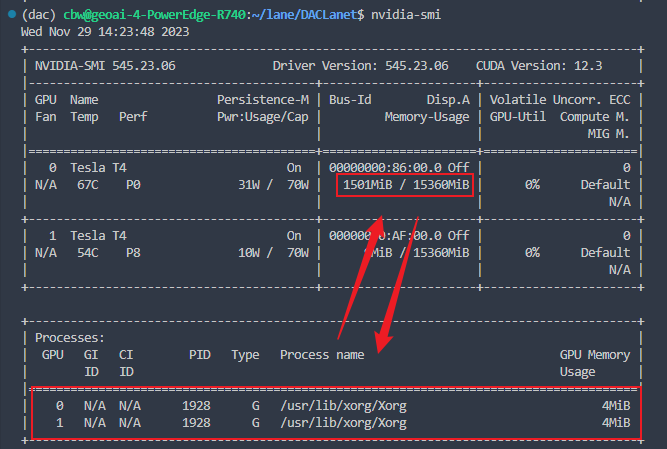 (dac) cbw@geoai-4-PowerEdge-R740:~/lane/DACLanet$ nvidia-smi
Wed Nov 29 14:23:48 2023
+---------------------------------------------------------------------------------------+
| NVIDIA-SMI 545.23.06              Driver Version: 545.23.06    CUDA Version: 12.3     |
|-----------------------------------------+----------------------+----------------------+
| GPU  Name                 Persistence-M | Bus-Id        Disp.A | Volatile Uncorr. ECC |
| Fan  Temp   Perf          Pwr:Usage/Cap |         Memory-Usage | GPU-Util  Compute M. |
|                                         |                      |               MIG M. |
|=========================================+======================+======================|
|   0  Tesla T4                       On  | 00000000:86:00.0 Off |                    0 |
| N/A   67C    P0              31W /  70W |   1501MiB / 15360MiB |      0%      Default |
|                                         |                      |                  N/A |
+-----------------------------------------+----------------------+----------------------+
|   1  Tesla T4                       On  | 00000000:AF:00.0 Off |                    0 |
| N/A   54C    P8              10W /  70W | / 15360MiB |      0%      Default |
|                                         |                      |                  N/A |
+-----------------------------------------+----------------------+----------------------+
+---------------------------------------------------------------------------------------+
| Processes:                                                                            |
|  GPU   GI   CI        PID   Type   Process name                            GPU Memory |
|        ID   ID                                                             Usage      |
|=======================================================================================|
|    0   N/A  N/A      1928      G   /usr/lib/xorg/Xorg                            4MiB |
|    1   N/A  N/A      1928      G   /usr/lib/xorg/Xorg                            4MiB |
+---------------------------------------------------------------------------------------+